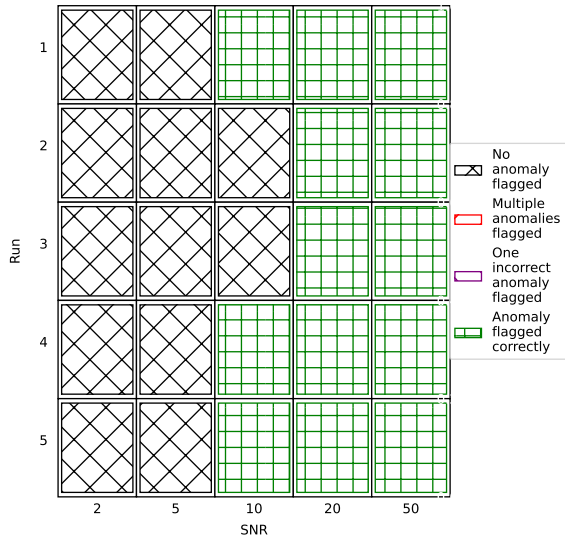 1
2
3
4
5
Run
2 5 10 20 50
SNR
No
anomaly
flagged
Multiple
anomalies
flagged
One
incorrect
anomaly
flagged
Anomaly
flagged
correctly